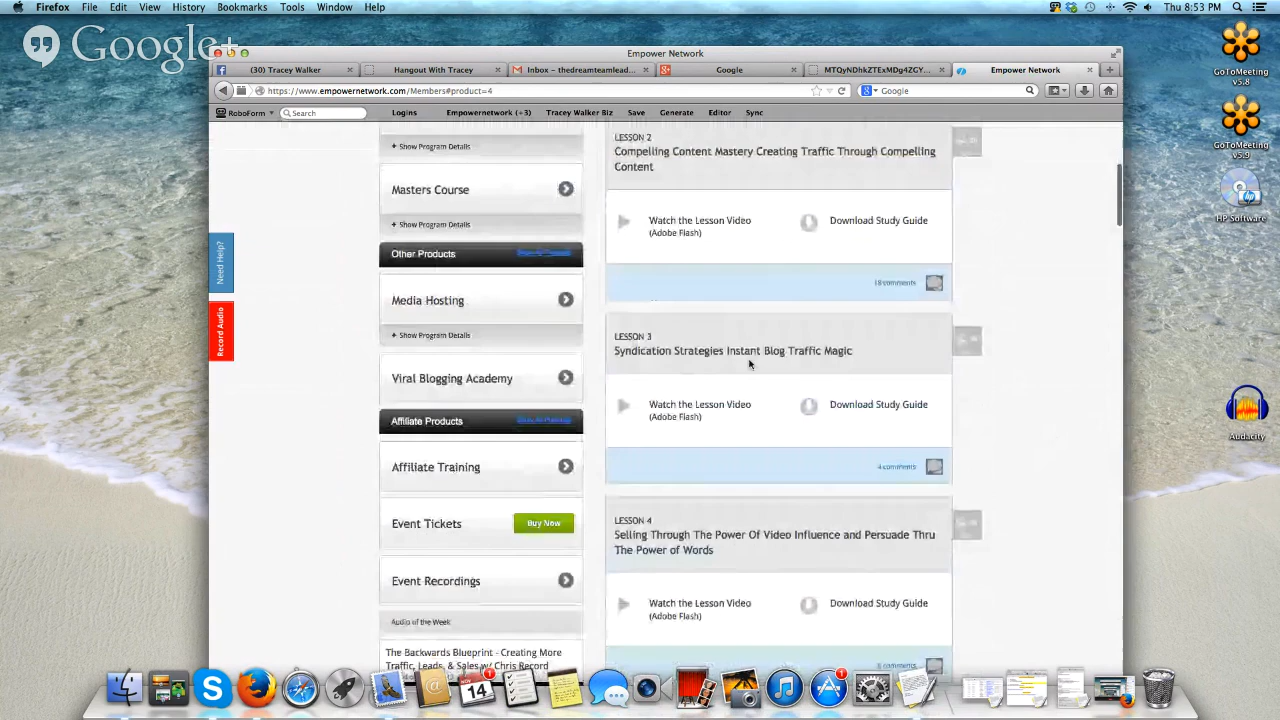 Firefox File Edit View History Bookmarks Tools Window Help
Thu 8:53 PM
Google+
Empower Network
(30) Tracey Walker
Hangout With Tracey
Inbox – thedreamteamlead...
Google
MTQyNDhkZTExMDg4ZGY...
Empower Network
https://www.empowernetwork.com/Members#product=4
Google
RoboForm
Search
Logins
Empowernetwork (+3)
Tracey Walker Biz
Save
Generate
Editor
Sync
GoToMeeting v5.8
GoToMeeting v5.9
HP Software
Audacity
Need Help?
Record Audio
+ Show Program Details
Masters Course
+ Show Program Details
Other Products
Media Hosting
+ Show Program Details
Viral Blogging Academy
Affiliate Products
Affiliate Training
Event Tickets
Buy Now
Event Recordings
Audio of the Week
The Backwards Blueprint - Creating More
Traffic, Leads, & Sales w/ Chris Record
LESSON 2
Compelling Content Mastery Creating Traffic Through Compelling
Content
Watch the Lesson Video
(Adobe Flash)
Download Study Guide
18 comments
LESSON 3
Syndication Strategies Instant Blog Traffic Magic
Watch the Lesson Video
(Adobe Flash)
Download Study Guide
4 comments
LESSON 4
Selling Through The Power Of Video Influence and Persuade Thru
The Power of Words
Watch the Lesson Video
(Adobe Flash)
Download Study Guide
NOV
14
1
1